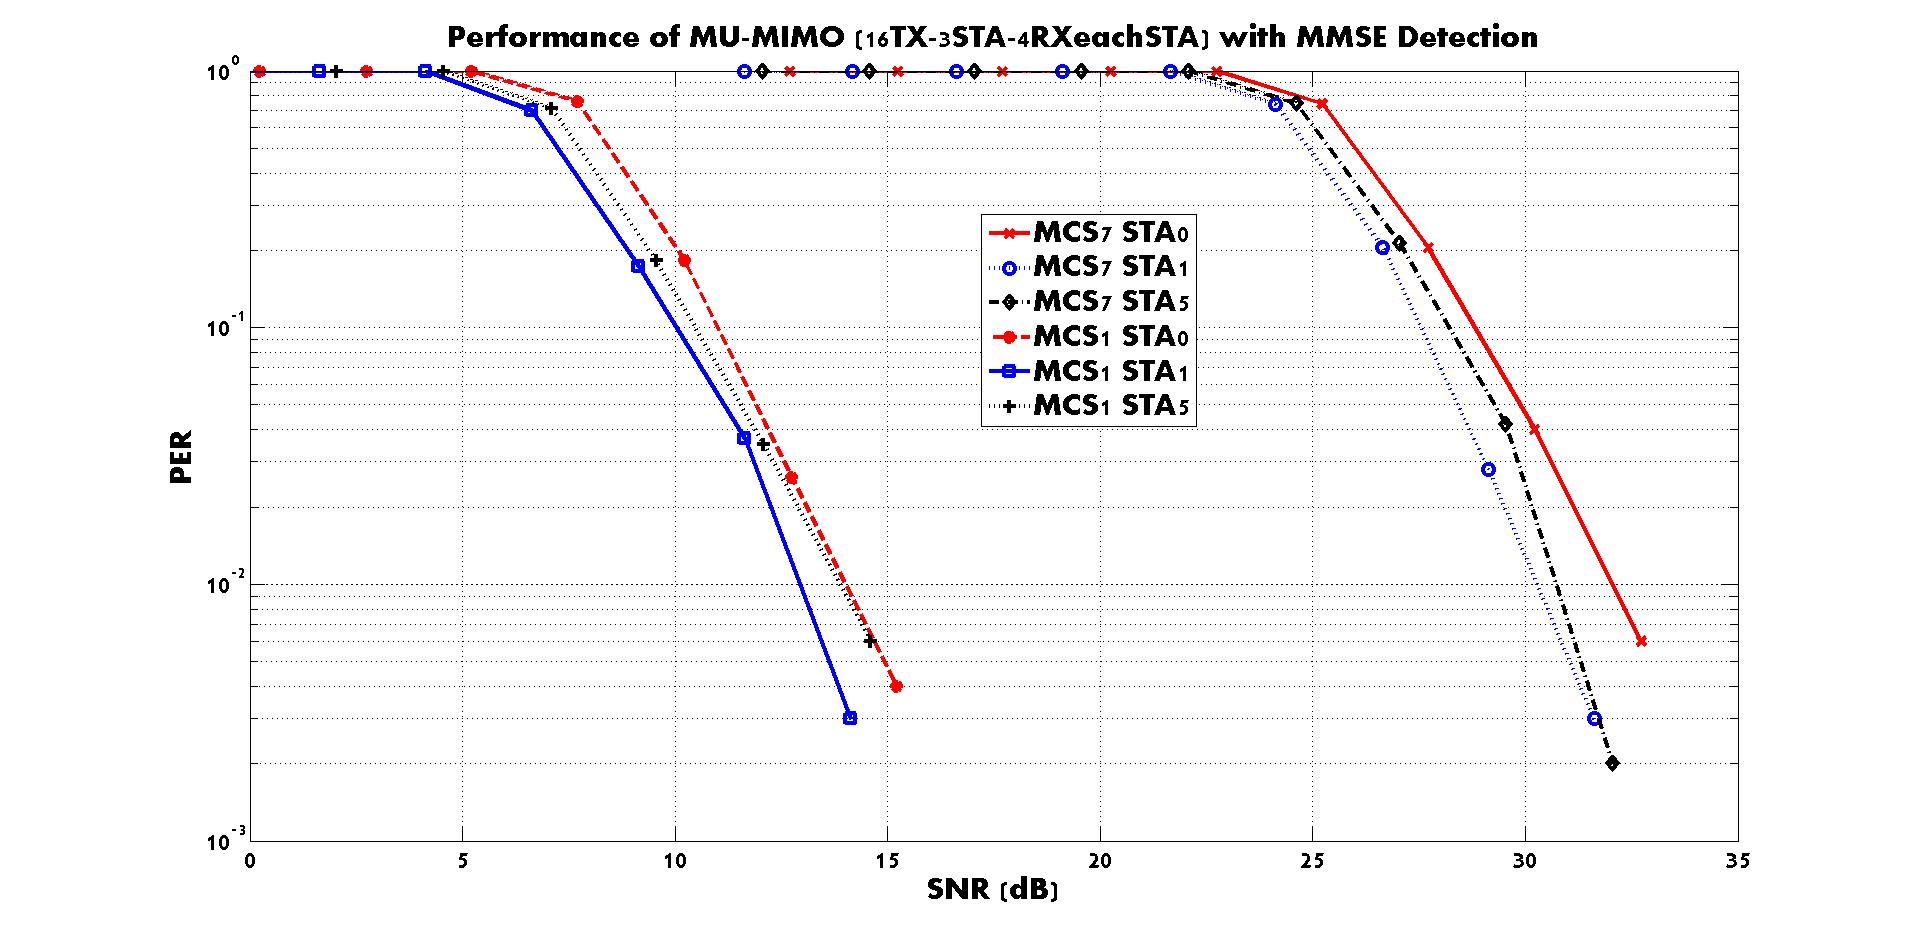 Performance of MU-MIMO (16TX-3STA-4RXeachSTA) with MMSE Detection
10^0
10^-1
10^-2
10^-3
PER
MCS7 STA0
MCS7 STA1
MCS7 STA5
MCS1 STA0
MCS1 STA1
MCS1 STA5
0 5 10 15 20 25 30 35
SNR (dB)